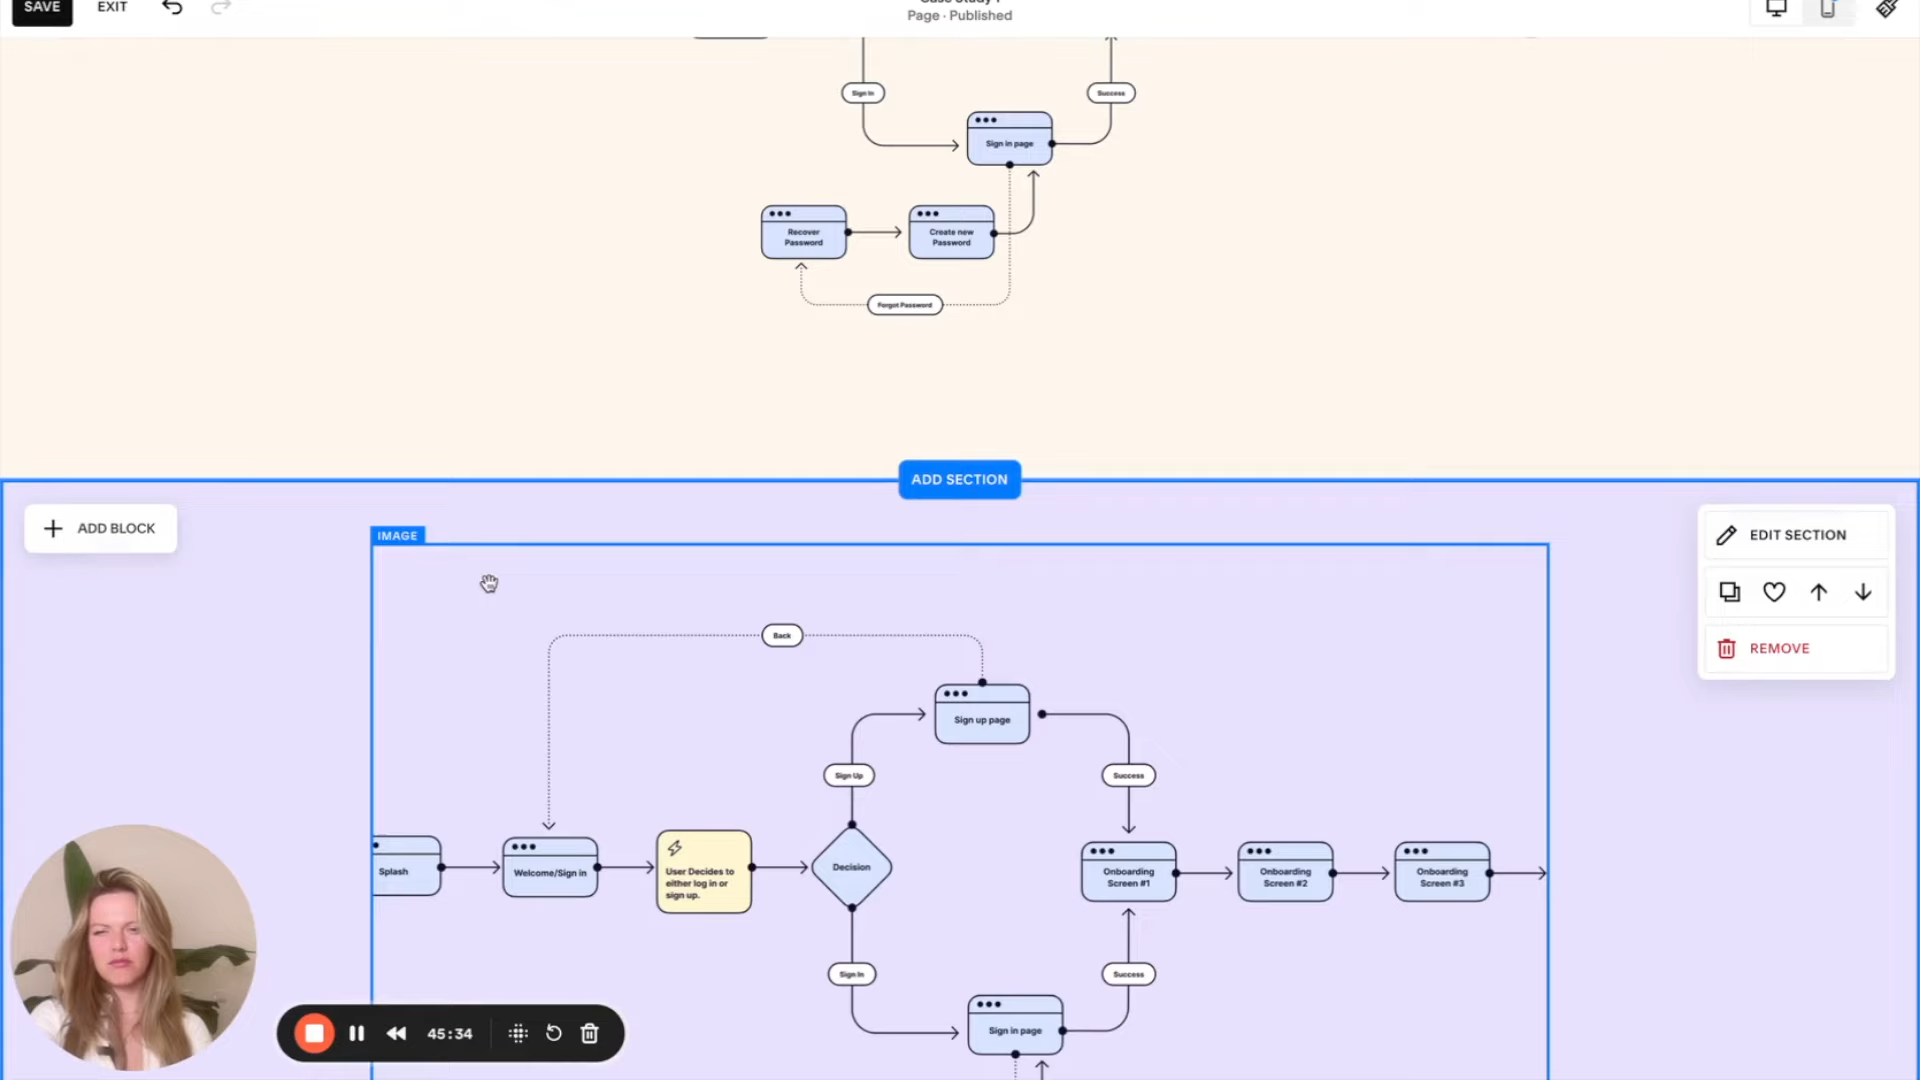 SAVE
EXIT
Page · Published
Sign In
Success
Sign in page
Recover
Password
Create new
Password
Forgot Password
ADD SECTION
ADD BLOCK
IMAGE
EDIT SECTION
REMOVE
Back
Sign up page
Sign Up
Success
Splash
Welcome/Sign in
User Decides to
either log in or
sign up.
Decision
Onboarding
Screen #1
Onboarding
Screen #2
Onboarding
Screen #3
Sign In
Success
Sign in page
45:34